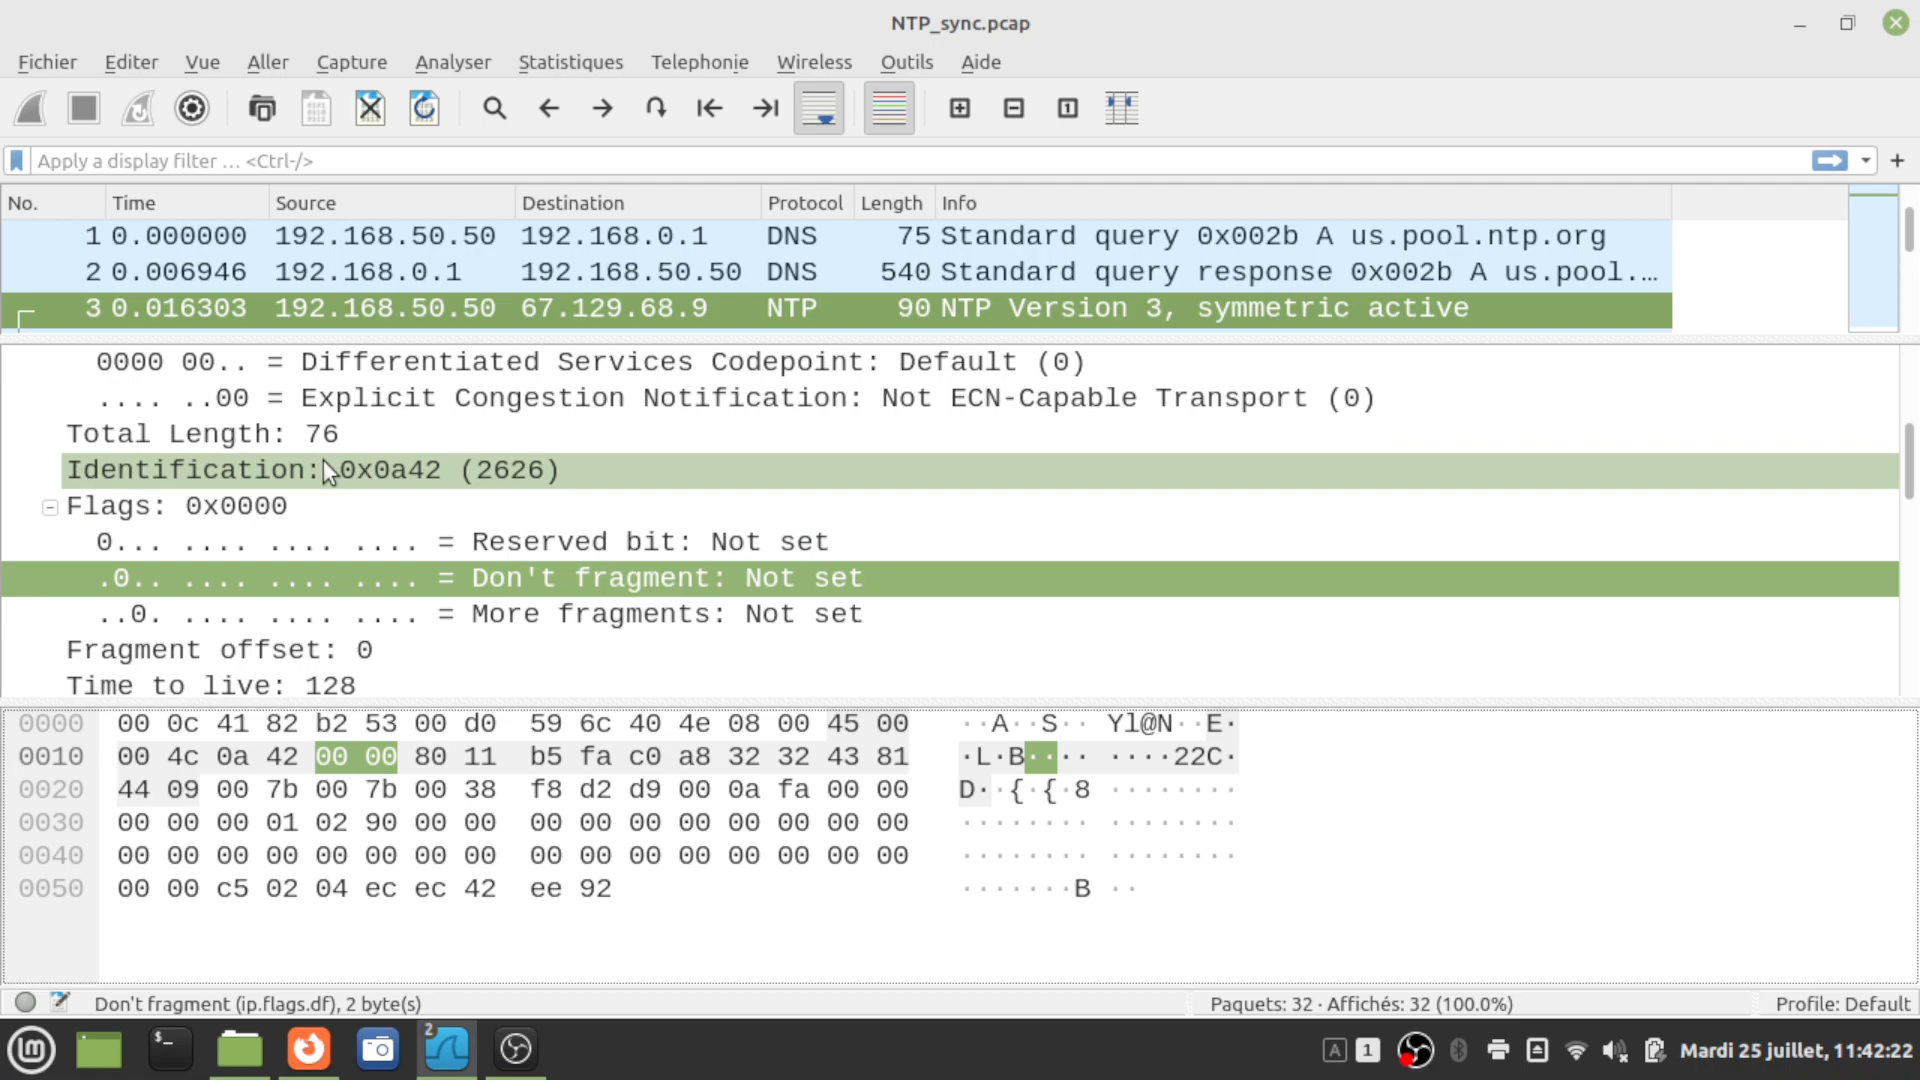 NTP_sync.pcap
Fichier Editer Vue Aller Capture Analyser Statistiques Telephonie Wireless Outils Aide
Apply a display filter … <Ctrl-/>
No. Time Source Destination Protocol Length Info
1 0.000000 192.168.50.50 192.168.0.1 DNS 75 Standard query 0x002b A us.pool.ntp.org
2 0.006946 192.168.0.1 192.168.50.50 DNS 540 Standard query response 0x002b A us.pool.…
3 0.016303 192.168.50.50 67.129.68.9 NTP 90 NTP Version 3, symmetric active
0000 00.. = Differentiated Services Codepoint: Default (0)
.... ..00 = Explicit Congestion Notification: Not ECN-Capable Transport (0)
Total Length: 76
Identification: 0x0a42 (2626)
Flags: 0x0000
0... .... .... .... = Reserved bit: Not set
.0.. .... .... .... = Don't fragment: Not set
..0. .... .... .... = More fragments: Not set
Fragment offset: 0
Time to live: 128
0000 00 0c 41 82 b2 53 00 d0 59 6c 40 4e 08 00 45 00 ··A··S·· Yl@N··E·
0010 00 4c 0a 42 00 00 80 11 b5 fa c0 a8 32 32 43 81 ·L·B···· ····22C·
0020 44 09 00 7b 00 7b 00 38 f8 d2 d9 00 0a fa 00 00 D··{·{·8 ········
0030 00 00 00 01 02 90 00 00 00 00 00 00 00 00 00 00 ········ ········
0040 00 00 00 00 00 00 00 00 00 00 00 00 00 00 00 00 ········ ········
0050 00 00 c5 02 04 ec ec 42 ee 92 ·······B ··
Don't fragment (ip.flags.df), 2 byte(s) Paquets: 32 · Affichés: 32 (100.0%) Profile: Default
2 A 1 Mardi 25 juillet, 11:42:22